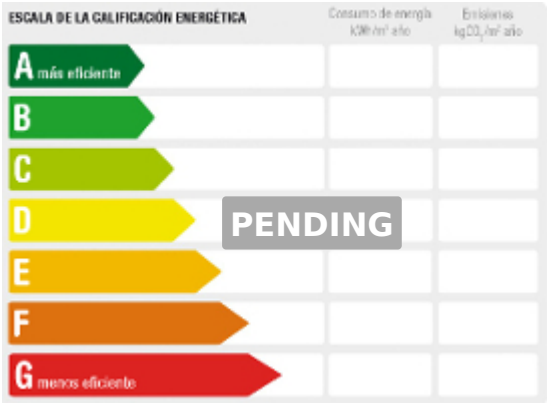 ESCALA DE LA CALIFICACIÓN ENERGÉTICA
Consumo de energía
kWh/m² año
Emisiones
kgCO₂/m² año
A más eficiente
B
C
D
PENDING
E
F
G menos eficiente